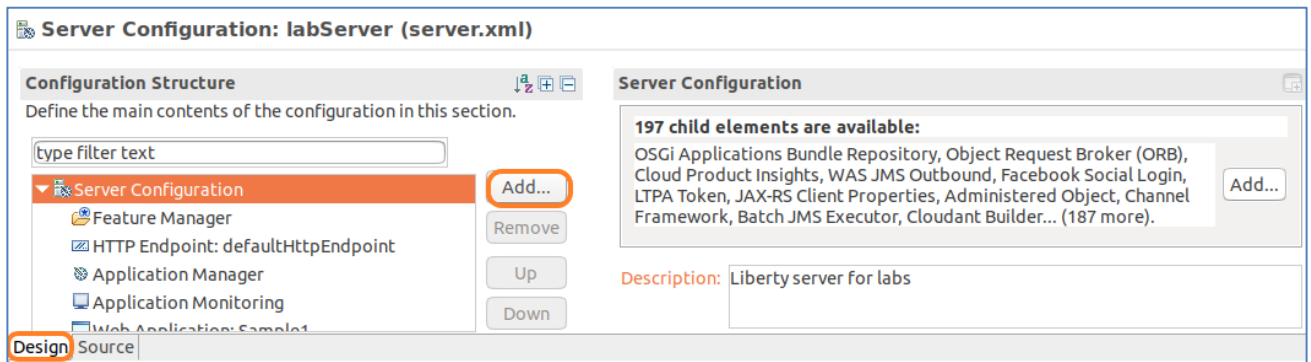 Server Configuration: labServer (server.xml)
Configuration Structure
Define the main contents of the configuration in this section.
type filter text
Server Configuration
Feature Manager
HTTP Endpoint: defaultHttpEndpoint
Application Manager
Application Monitoring
Web Application: Sample1
Add...
Remove
Up
Down
Server Configuration
197 child elements are available:
OSGi Applications Bundle Repository, Object Request Broker (ORB),
Cloud Product Insights, WAS JMS Outbound, Facebook Social Login,
LTPA Token, JAX-RS Client Properties, Administered Object, Channel
Framework, Batch JMS Executor, Cloudant Builder... (187 more).
Add...
Description: Liberty server for labs
Design Source